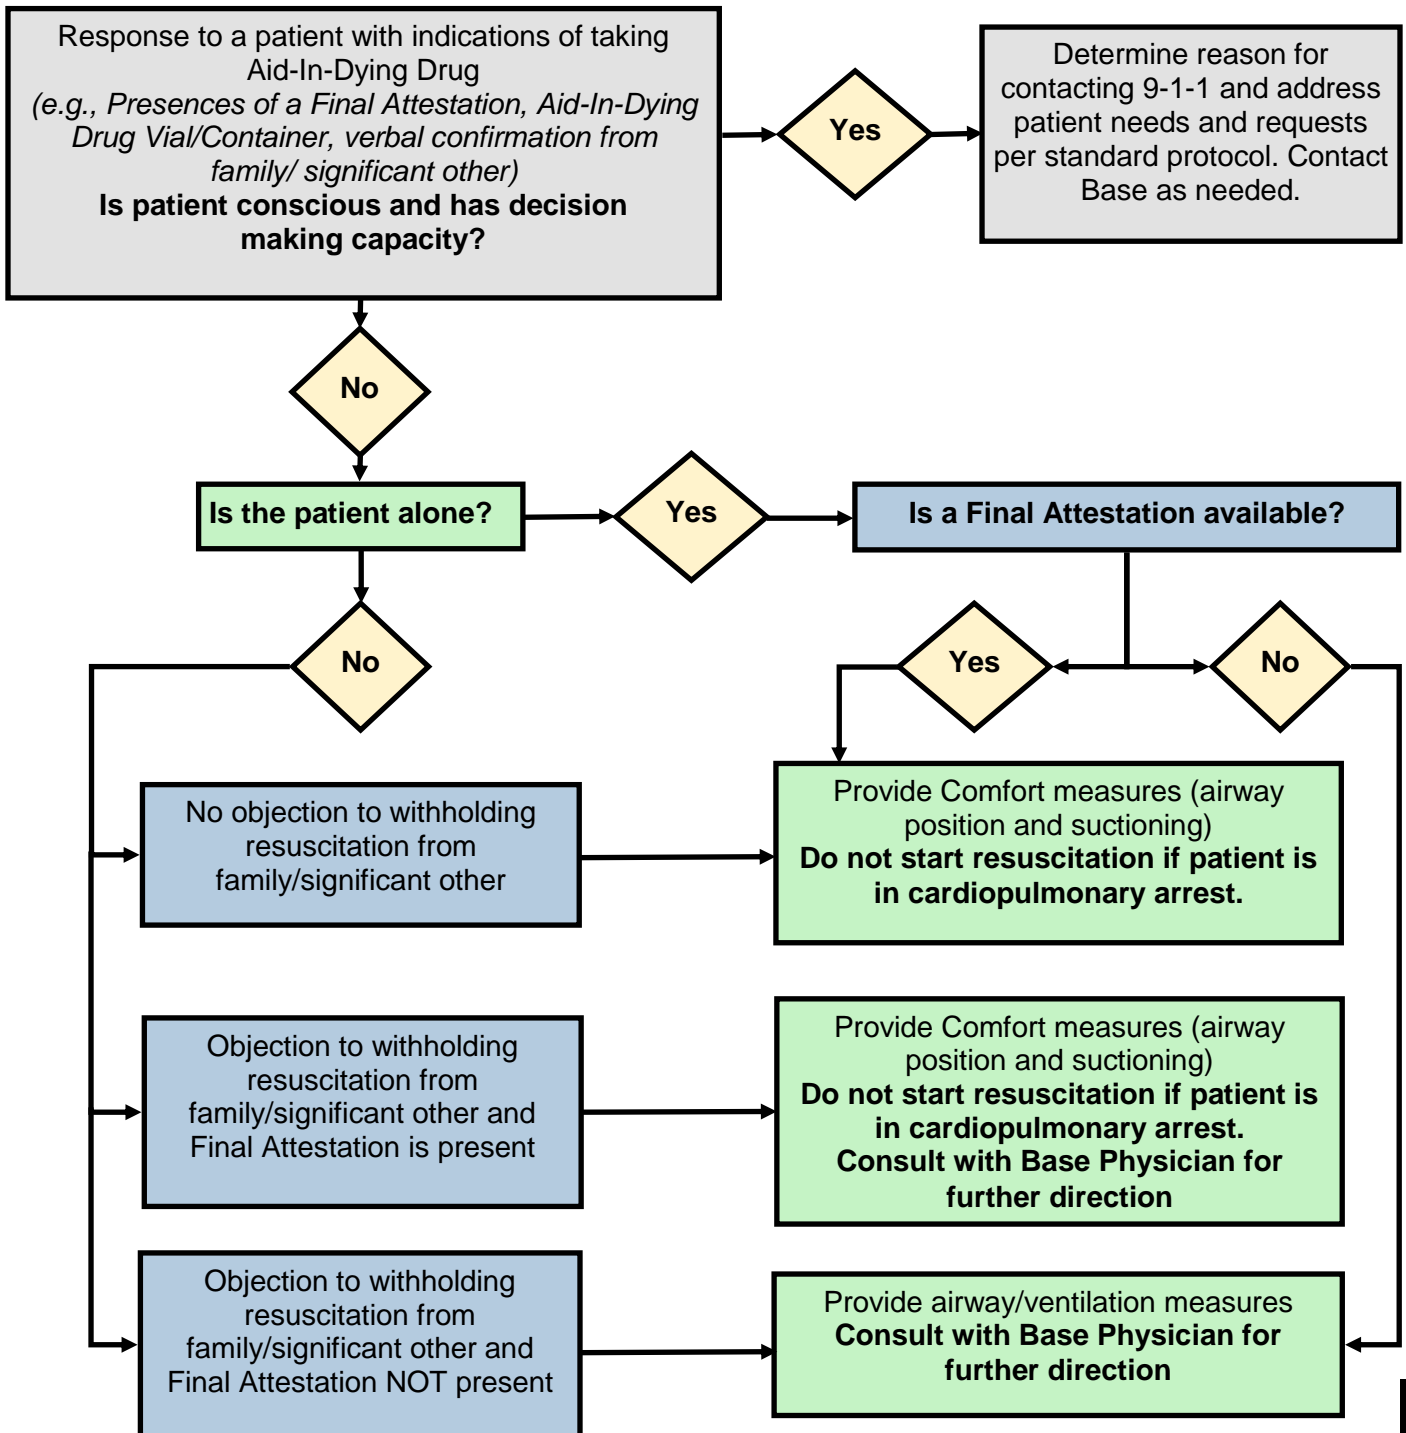 Response to a patient with indications of taking
Aid-In-Dying Drug
(e.g., Presences of a Final Attestation, Aid-In-Dying
Drug Vial/Container, verbal confirmation from
family/ significant other)
Is patient conscious and has decision
making capacity?
Yes
Determine reason for
contacting 9-1-1 and address
patient needs and requests
per standard protocol. Contact
Base as needed.
No
Is the patient alone?
Yes
Is a Final Attestation available?
No
Yes
No
No objection to withholding
resuscitation from
family/significant other
Provide Comfort measures (airway
position and suctioning)
Do not start resuscitation if patient is
in cardiopulmonary arrest.
Objection to withholding
resuscitation from
family/significant other and
Final Attestation is present
Provide Comfort measures (airway
position and suctioning)
Do not start resuscitation if patient is
in cardiopulmonary arrest.
Consult with Base Physician for
further direction
Objection to withholding
resuscitation from
family/significant other and
Final Attestation NOT present
Provide airway/ventilation measures
Consult with Base Physician for
further direction